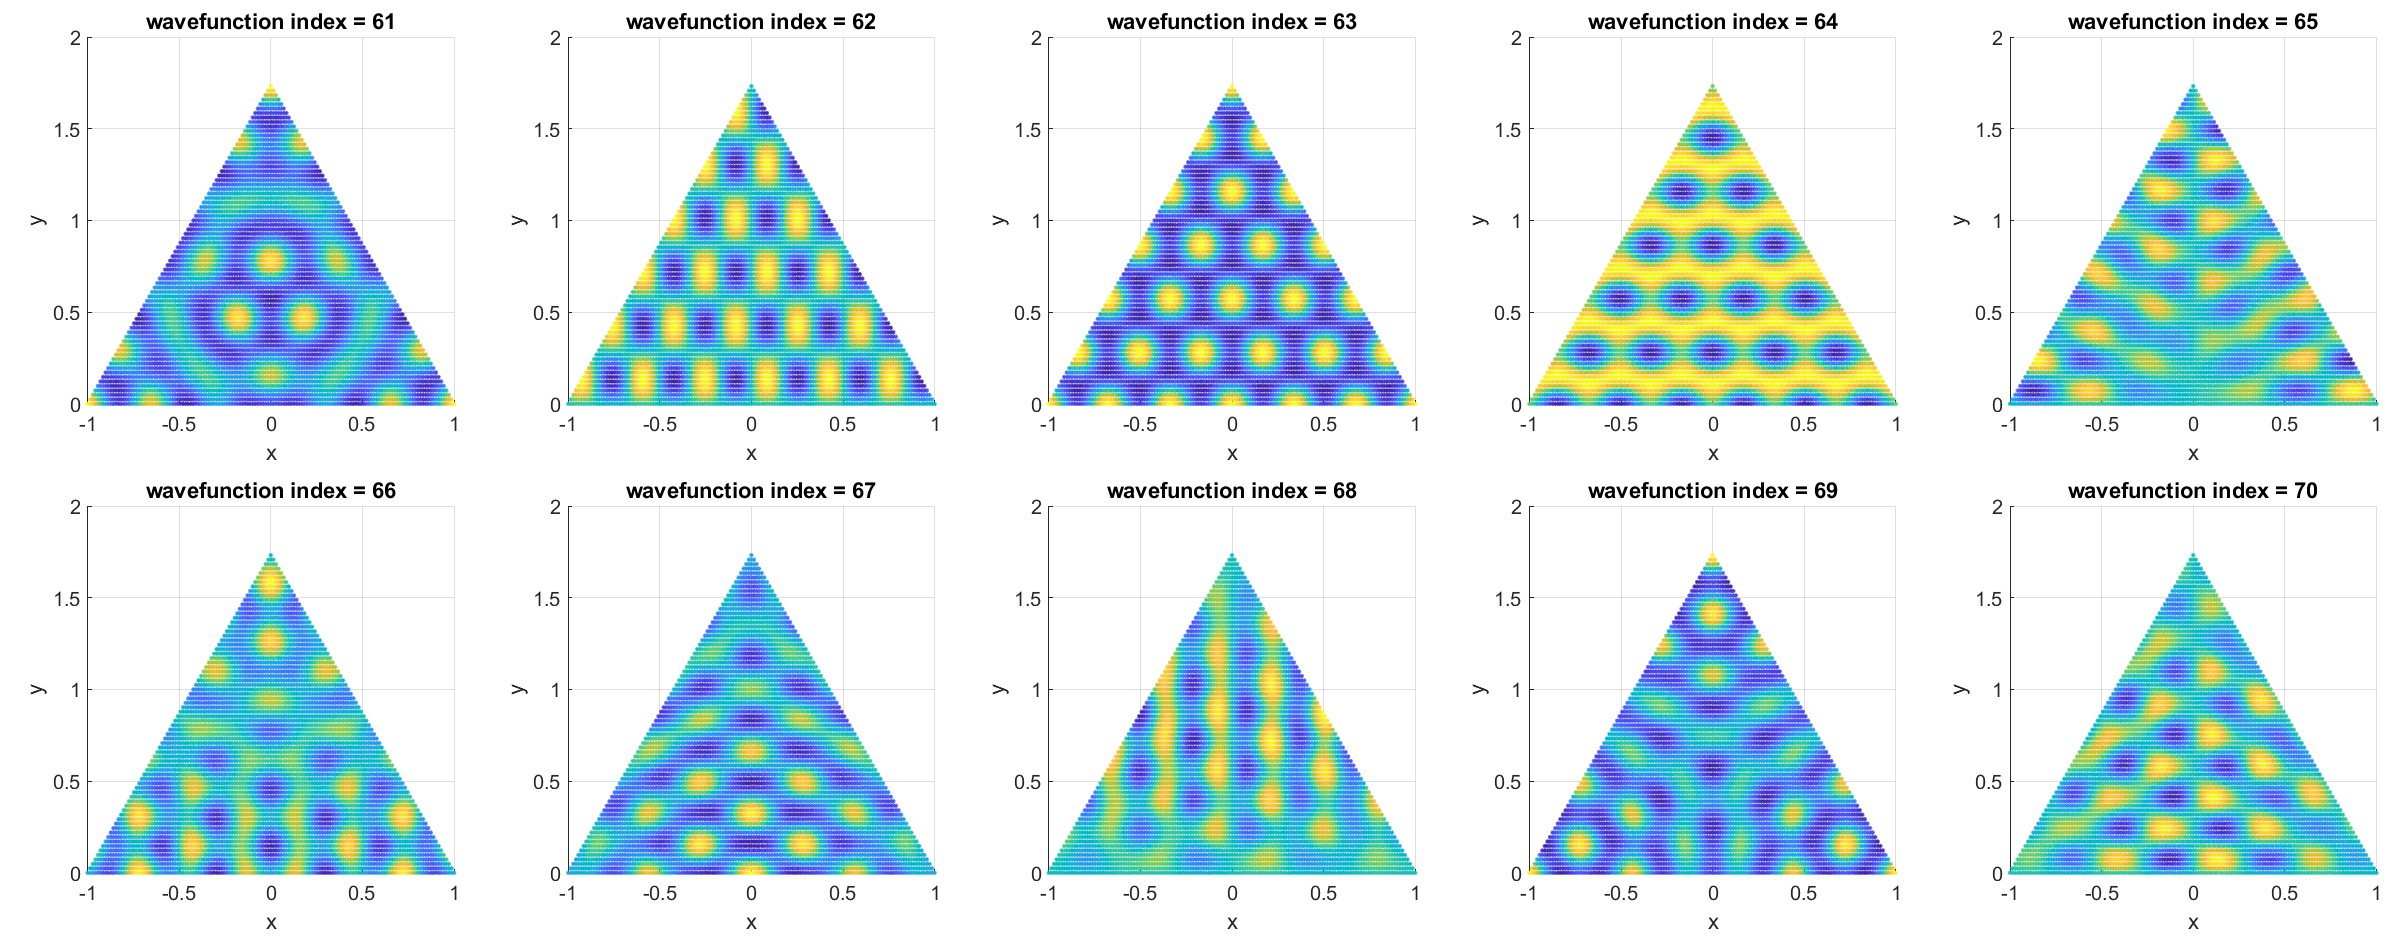 wavefunction index = 61
2
1.5
1
0.5
0
y
-1 -0.5 0 0.5 1
x
wavefunction index = 62
2
1.5
1
0.5
0
y
-1 -0.5 0 0.5 1
x
wavefunction index = 63
2
1.5
1
0.5
0
y
-1 -0.5 0 0.5 1
x
wavefunction index = 64
2
1.5
1
0.5
0
y
-1 -0.5 0 0.5 1
x
wavefunction index = 65
2
1.5
1
0.5
0
y
-1 -0.5 0 0.5 1
x
wavefunction index = 66
2
1.5
1
0.5
0
y
-1 -0.5 0 0.5 1
x
wavefunction index = 67
2
1.5
1
0.5
0
y
-1 -0.5 0 0.5 1
x
wavefunction index = 68
2
1.5
1
0.5
0
y
-1 -0.5 0 0.5 1
x
wavefunction index = 69
2
1.5
1
0.5
0
y
-1 -0.5 0 0.5 1
x
wavefunction index = 70
2
1.5
1
0.5
0
y
-1 -0.5 0 0.5 1
x